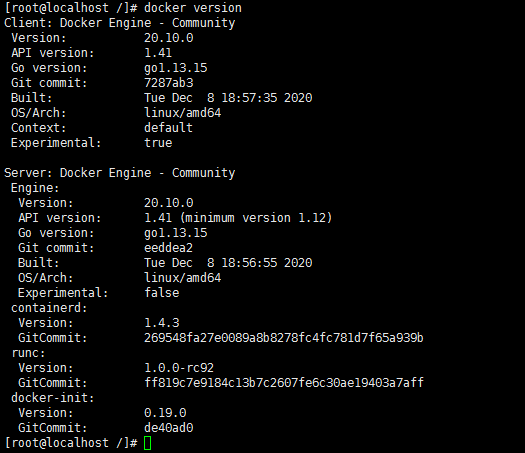 [root@localhost /]# docker version
Client: Docker Engine - Community
 Version:           20.10.0
 API version:       1.41
 Go version:        go1.13.15
 Git commit:        7287ab3
 Built:             Tue Dec  8 18:57:35 2020
 OS/Arch:           linux/amd64
 Context:           default
 Experimental:      true

Server: Docker Engine - Community
 Engine:
  Version:          20.10.0
  API version:      1.41 (minimum version 1.12)
  Go version:       go1.13.15
  Git commit:       eeddea2
  Built:            Tue Dec  8 18:56:55 2020
  OS/Arch:          linux/amd64
  Experimental:     false
 containerd:
  Version:          1.4.3
  GitCommit:        269548fa27e0089a8b8278fc4fc781d7f65a939b
 runc:
  Version:          1.0.0-rc92
  GitCommit:        ff819c7e9184c13b7c2607fe6c30ae19403a7aff
 docker-init:
  Version:          0.19.0
  GitCommit:        de40ad0
[root@localhost /]#